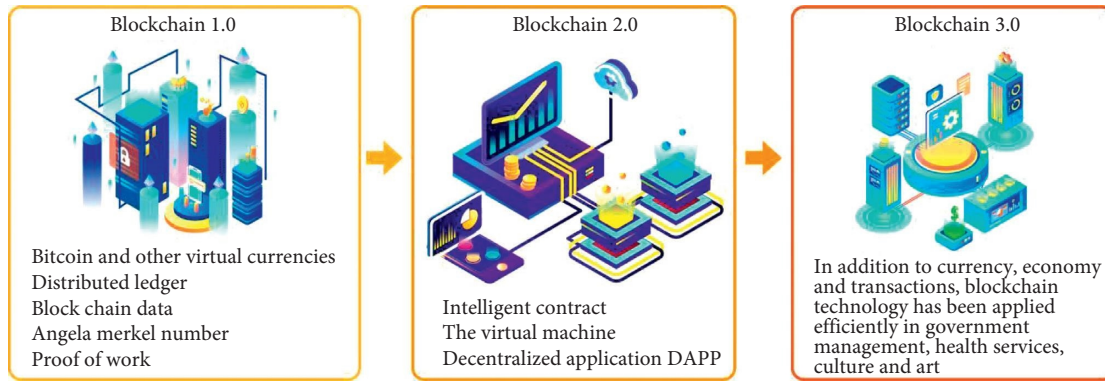 Blockchain 1.0
Bitcoin and other virtual currencies
Distributed ledger
Block chain data
Angela merkel number
Proof of work
Blockchain 2.0
Intelligent contract
The virtual machine
Decentralized application DAPP
Blockchain 3.0
In addition to currency, economy
and transactions, blockchain
technology has been applied
efficiently in government
management, health services,
culture and art